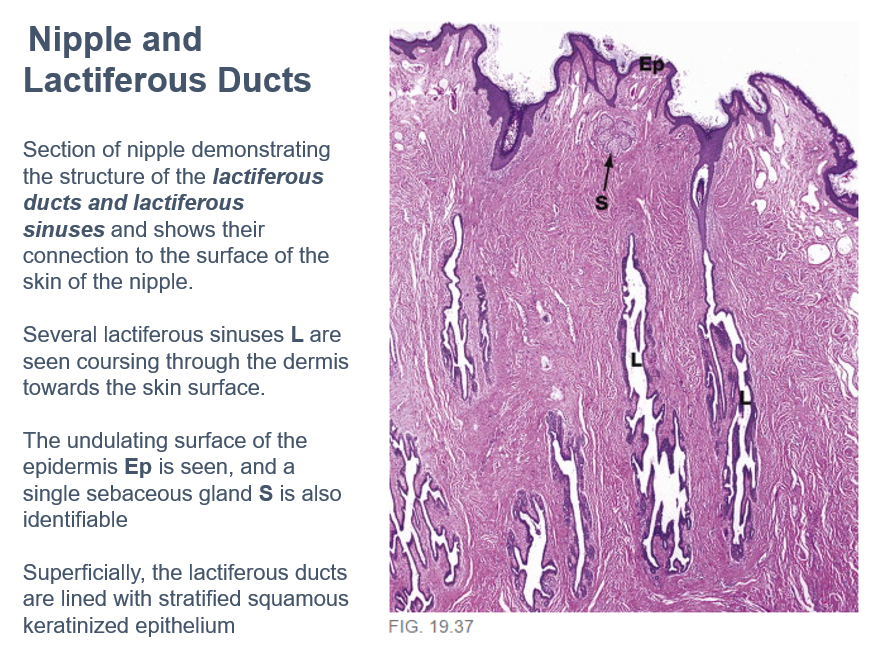 Nipple and
Lactiferous Ducts
Section of nipple demonstrating
the structure of the lactiferous
ducts and lactiferous
sinuses and shows their
connection to the surface of the
skin of the nipple.
Several lactiferous sinuses L are
seen coursing through the dermis
towards the skin surface.
The undulating surface of the
epidermis Ep is seen, and a
single sebaceous gland S is also
identifiable
Superficially, the lactiferous ducts
are lined with stratified squamous
keratinized epithelium
Ep
S
L
L
FIG. 19.37